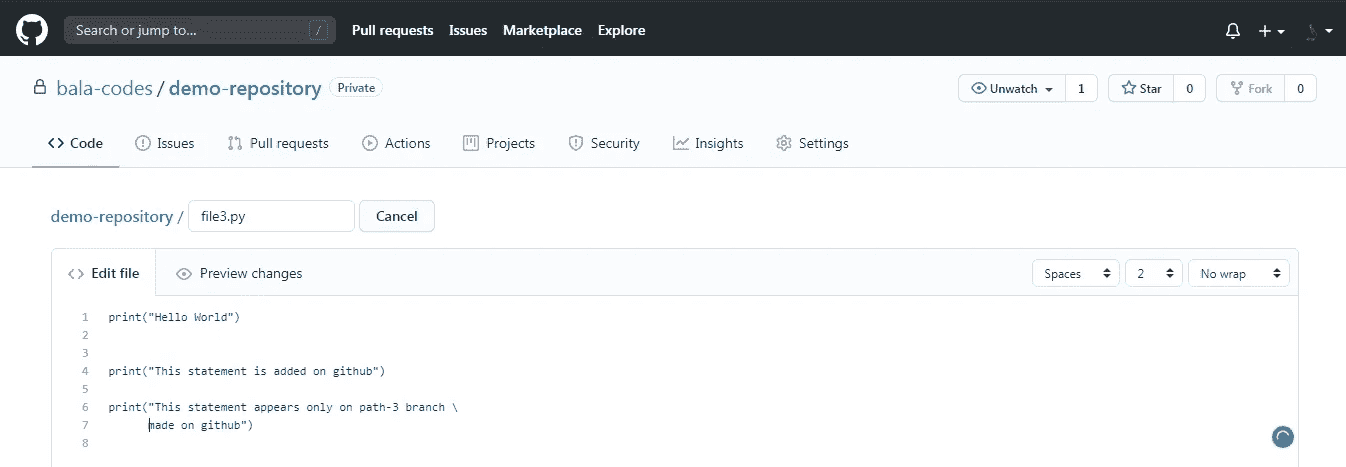 Search or jump to... / Pull requests Issues Marketplace Explore
bala-codes / demo-repository Private Unwatch 1 Star 0 Fork 0
Code Issues Pull requests Actions Projects Security Insights Settings
demo-repository / file3.py Cancel
Edit file Preview changes Spaces 2 No wrap
1 print("Hello World")
2
3
4 print("This statement is added on github")
5
6 print("This statement appears only on path-3 branch \
7 made on github")
8